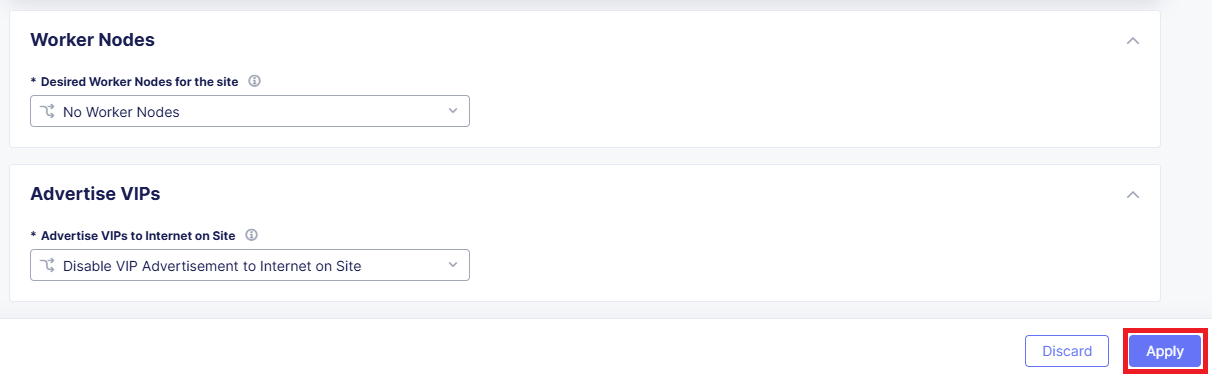 Worker Nodes
* Desired Worker Nodes for the site
No Worker Nodes
Advertise VIPs
* Advertise VIPs to Internet on Site
Disable VIP Advertisement to Internet on Site
Discard
Apply